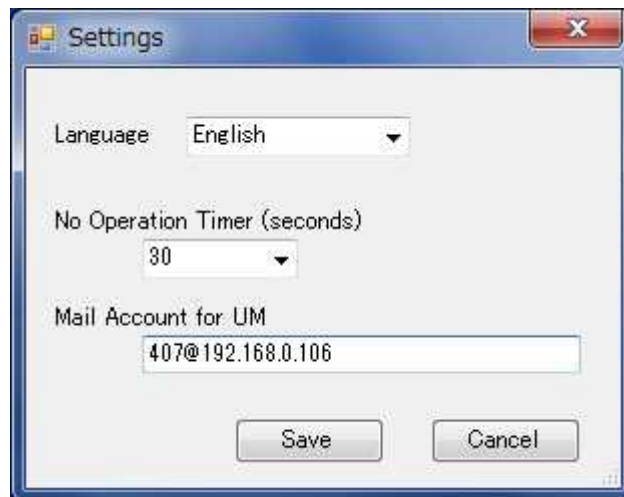 Settings
Language English
No Operation Timer (seconds)
30
Mail Account for UM
407@192.168.0.106
Save Cancel